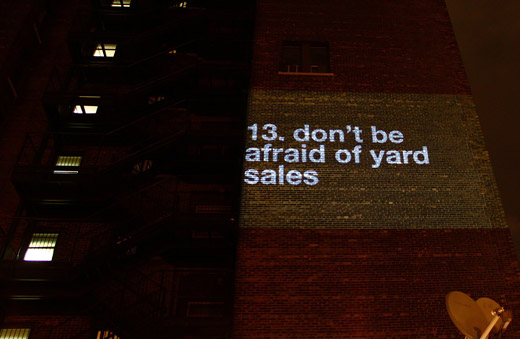 13. don't be
afraid of yard
sales